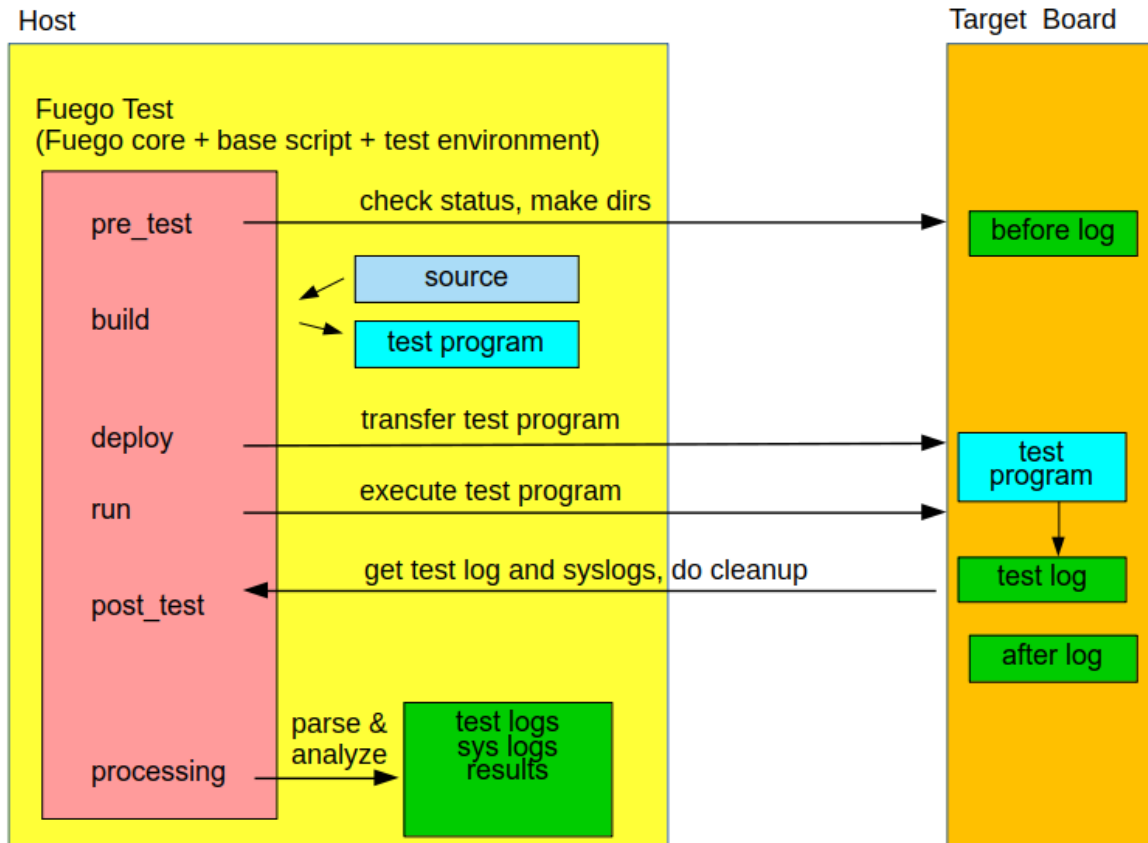 Host
Target Board
Fuego Test
(Fuego core + base script + test environment)
pre_test
check status, make dirs
before log
source
build
test program
deploy
transfer test program
test
program
run
execute test program
get test log and syslogs, do cleanup
test log
post_test
after log
parse &
analyze
test logs
sys logs
results
processing